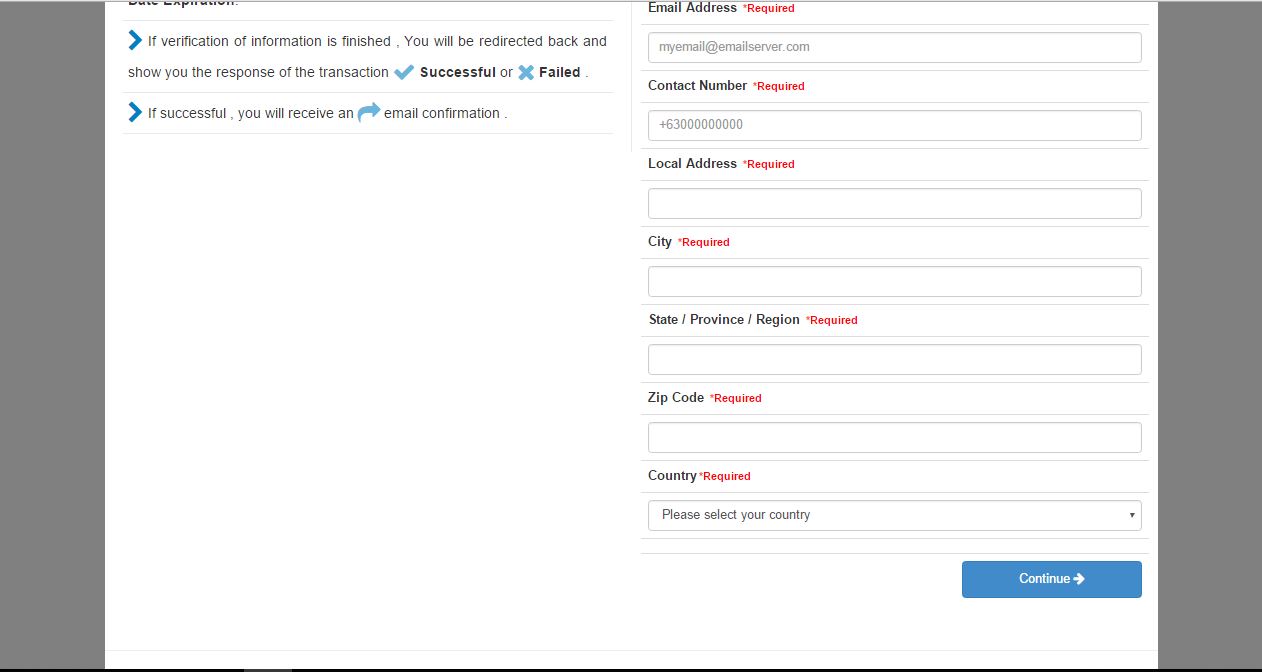 Date Expiration.
If verification of information is finished , You will be redirected back and
show you the response of the transaction Successful or Failed .
If successful , you will receive an email confirmation .
Email Address *Required
myemail@emailserver.com
Contact Number *Required
+63000000000
Local Address *Required
City *Required
State / Province / Region *Required
Zip Code *Required
Country *Required
Please select your country
Continue